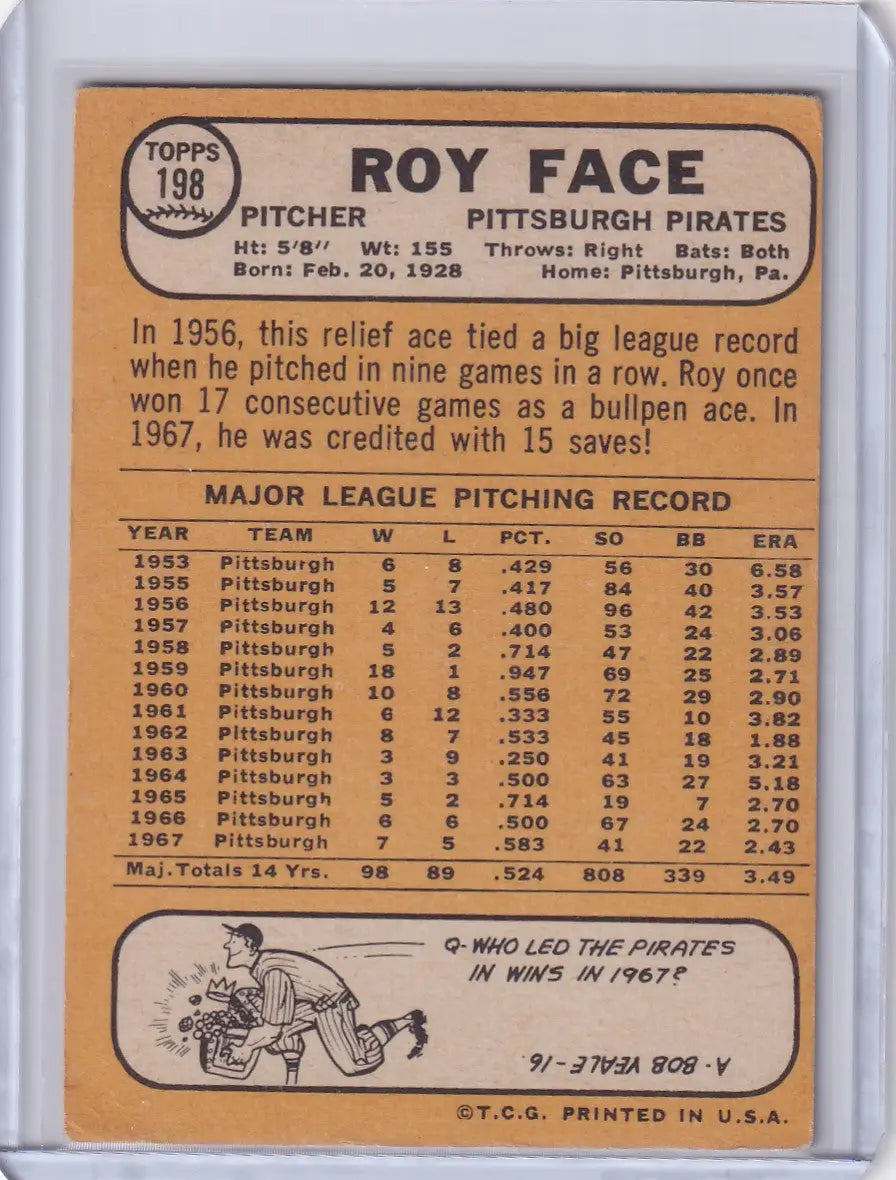 TOPPS
198
ROY FACE
PITCHER PITTSBURGH PIRATES
Ht: 5'8" Wt: 155 Throws: Right Bats: Both
Born: Feb. 20, 1928 Home: Pittsburgh, Pa.
In 1956, this relief ace tied a big league record
when he pitched in nine games in a row. Roy once
won 17 consecutive games as a bullpen ace. In
1967, he was credited with 15 saves!
MAJOR LEAGUE PITCHING RECORD
YEAR TEAM W L PCT. SO BB ERA
1953 Pittsburgh 6 8 .429 56 30 6.58
1955 Pittsburgh 5 7 .417 84 40 3.57
1956 Pittsburgh 12 13 .480 96 42 3.53
1957 Pittsburgh 4 6 .400 53 24 3.06
1958 Pittsburgh 5 2 .714 47 22 2.89
1959 Pittsburgh 18 1 .947 69 25 2.71
1960 Pittsburgh 10 8 .556 72 29 2.90
1961 Pittsburgh 6 12 .333 55 10 3.82
1962 Pittsburgh 8 7 .533 45 18 1.88
1963 Pittsburgh 3 9 .250 41 19 3.21
1964 Pittsburgh 3 3 .500 63 27 5.18
1965 Pittsburgh 5 2 .714 19 7 2.70
1966 Pittsburgh 6 6 .500 67 24 2.70
1967 Pittsburgh 7 5 .583 41 22 2.43
Maj. Totals 14 Yrs. 98 89 .524 808 339 3.49
Q-WHO LED THE PIRATES
IN WINS IN 1967?
A-BOB VEALE-16.
©T.C.G. PRINTED IN U.S.A.